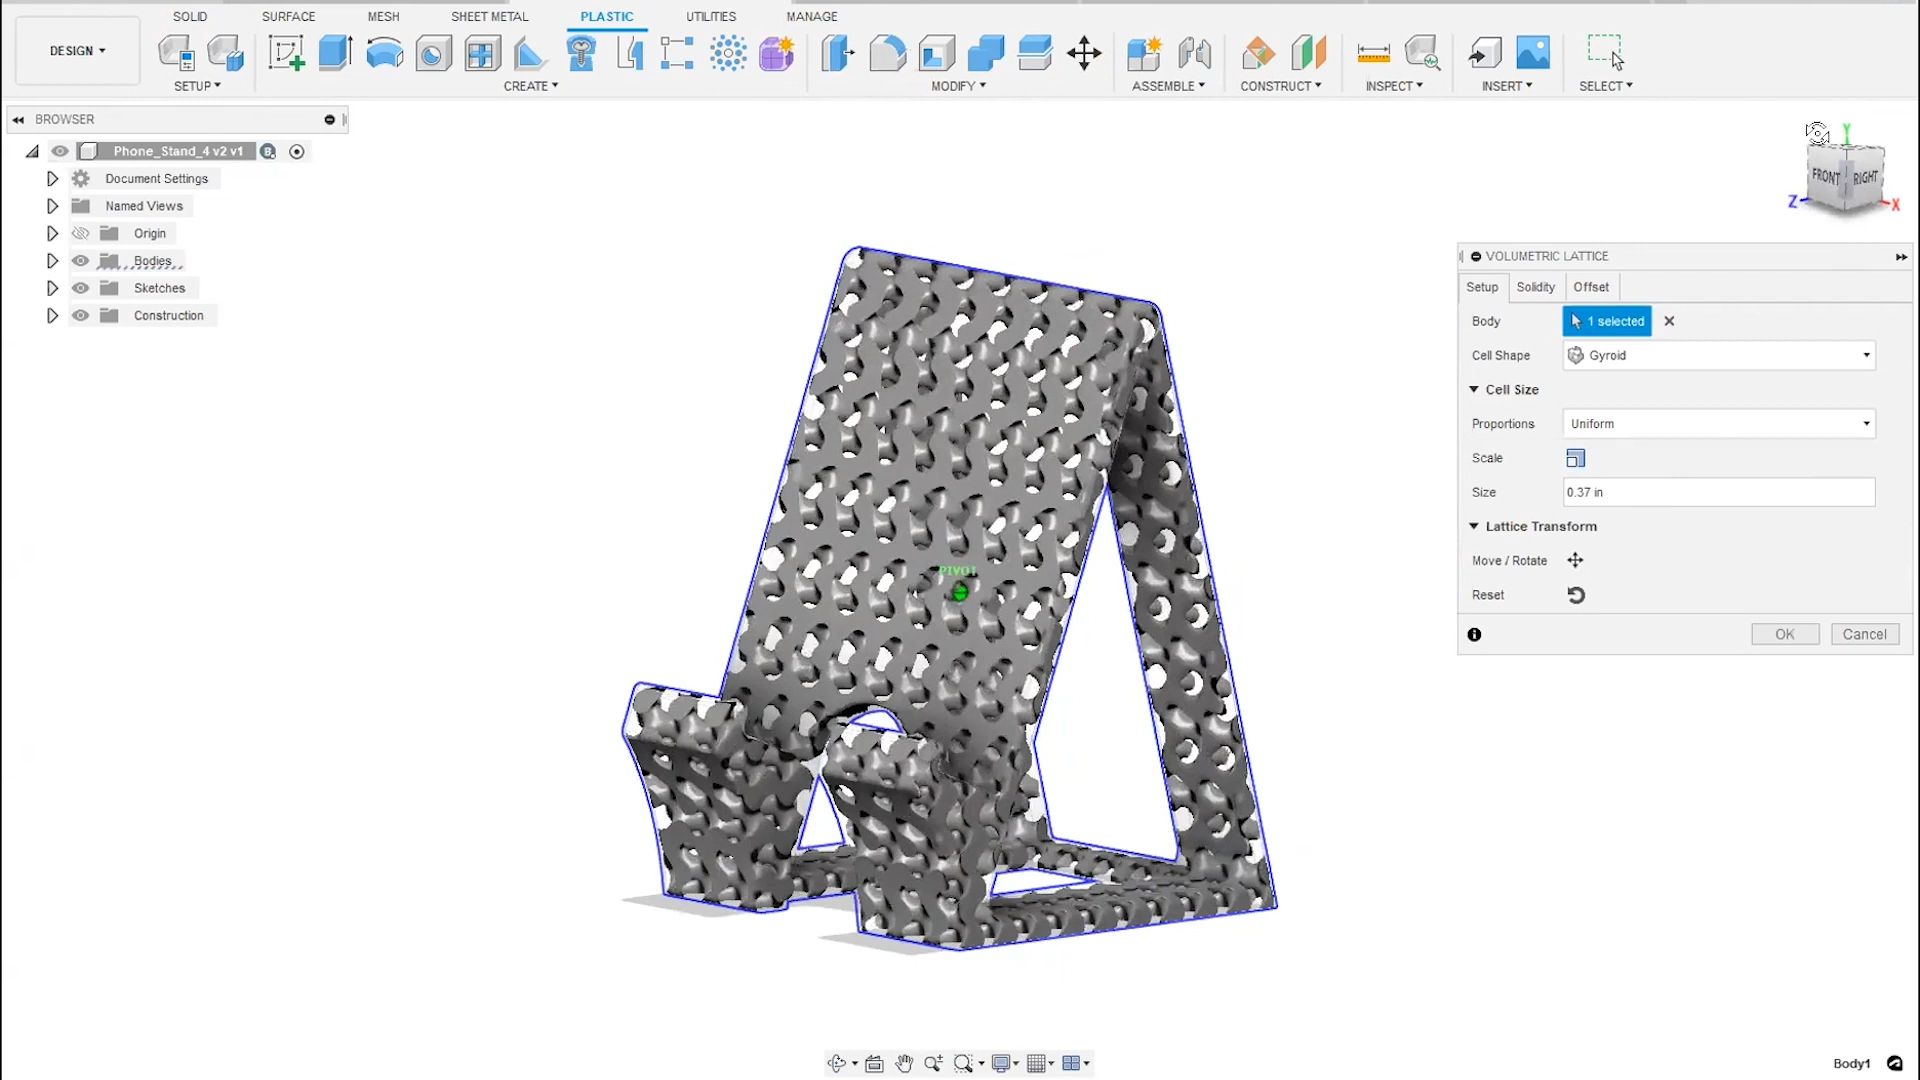 SOLID SURFACE MESH SHEET METAL PLASTIC UTILITIES MANAGE
DESIGN
SETUP CREATE MODIFY ASSEMBLE CONSTRUCT INSPECT INSERT SELECT
BROWSER
Phone_Stand_4 v2 v1
Document Settings
Named Views
Origin
Bodies
Sketches
Construction
Y
FRONT RIGHT
Z X
VOLUMETRIC LATTICE
Setup Solidity Offset
Body 1 selected
Cell Shape Gyroid
Cell Size
Proportions Uniform
Scale
Size 0.37 in
Lattice Transform
Move / Rotate
Reset
OK Cancel
PIVOT
Body1